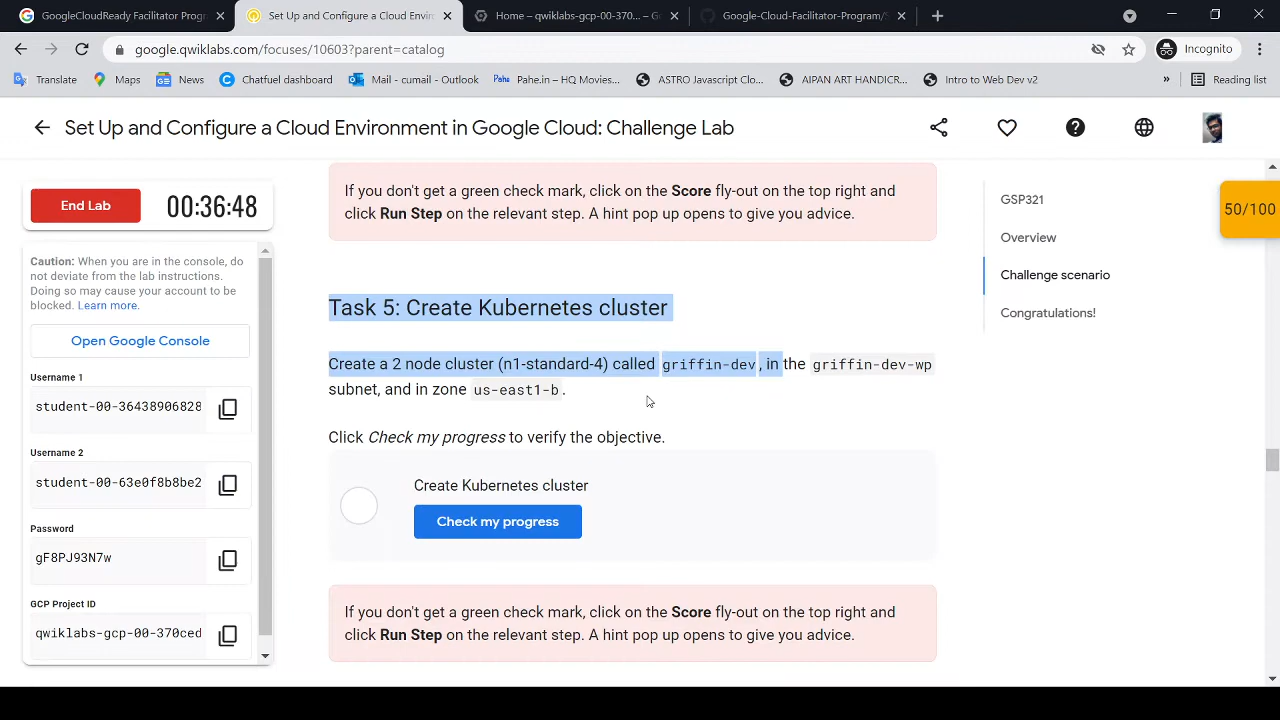 GoogleCloudReady Facilitator Progr
Set Up and Configure a Cloud Envir
Home – qwiklabs-gcp-00-370... – G
Google-Cloud-Facilitator-Program/
google.qwiklabs.com/focuses/10603?parent=catalog
Incognito
Translate
Maps
News
Chatfuel dashboard
Mail - cumail - Outlook
Pahe.in – HQ Movies...
ASTRO Javascript Clo...
AIPAN ART HANDICR...
Intro to Web Dev v2
»
Reading list
Set Up and Configure a Cloud Environment in Google Cloud: Challenge Lab
End Lab
00:36:48
Caution: When you are in the console, do
not deviate from the lab instructions.
Doing so may cause your account to be
blocked. Learn more.
Open Google Console
Username 1
student-00-36438906828
Username 2
student-00-63e0f8b8be2
Password
gF8PJ93N7w
GCP Project ID
qwiklabs-gcp-00-370ced
If you don't get a green check mark, click on the Score fly-out on the top right and
click Run Step on the relevant step. A hint pop up opens to give you advice.
Task 5: Create Kubernetes cluster
Create a 2 node cluster (n1-standard-4) called griffin-dev, in the griffin-dev-wp
subnet, and in zone us-east1-b.
Click Check my progress to verify the objective.
Create Kubernetes cluster
Check my progress
If you don't get a green check mark, click on the Score fly-out on the top right and
click Run Step on the relevant step. A hint pop up opens to give you advice.
GSP321
Overview
Challenge scenario
Congratulations!
50/100